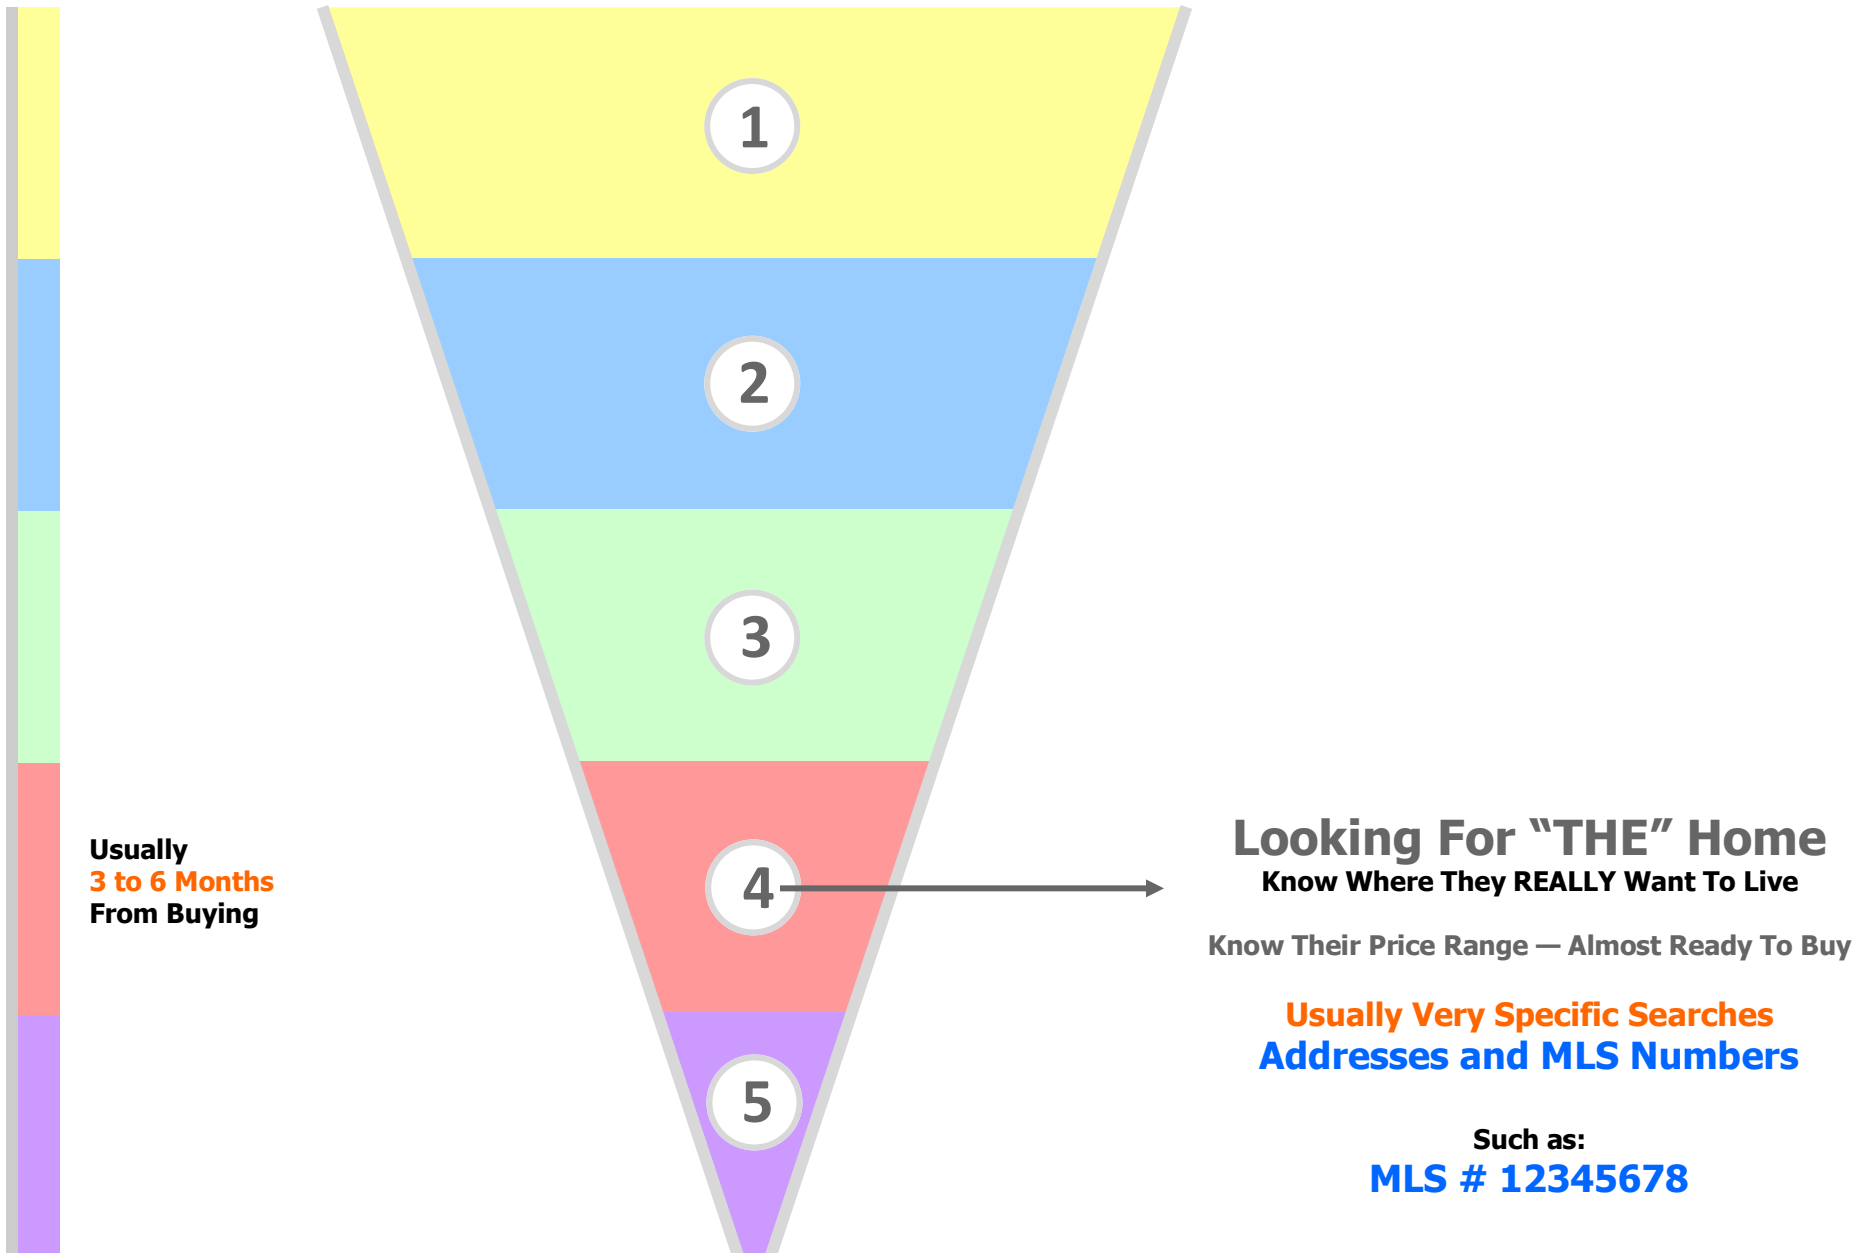 1
2
3
4
5
Usually
3 to 6 Months
From Buying
Looking For “THE” Home
Know Where They REALLY Want To Live
Know Their Price Range — Almost Ready To Buy
Usually Very Specific Searches
Addresses and MLS Numbers
Such as:
MLS # 12345678